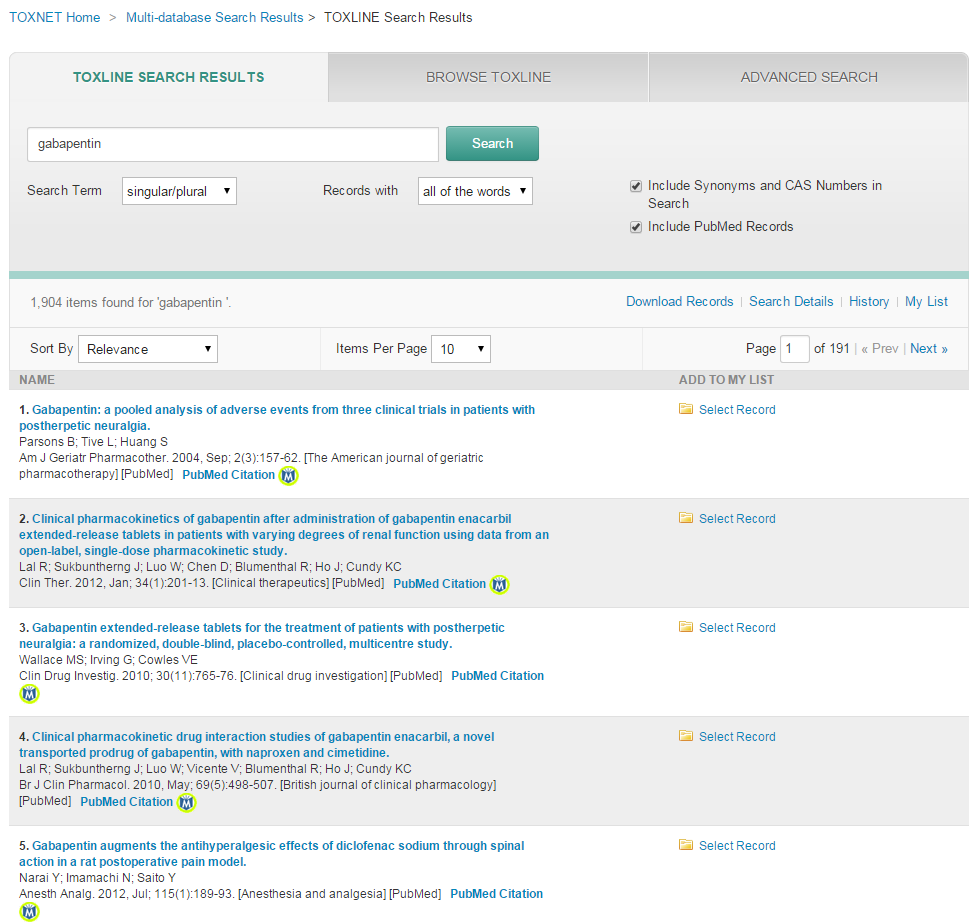 TOXNET Home > Multi-database Search Results > TOXLINE Search Results
TOXLINE SEARCH RESULTS
BROWSE TOXLINE
ADVANCED SEARCH
gabapentin
Search
Search Term
singular/plural
Records with
all of the words
Include Synonyms and CAS Numbers in
Search
Include PubMed Records
1,904 items found for 'gabapentin '.
Download Records | Search Details | History | My List
Sort By Relevance
Items Per Page 10
Page 1 of 191 | « Prev | Next »
NAME
ADD TO MY LIST
1. Gabapentin: a pooled analysis of adverse events from three clinical trials in patients with
postherpetic neuralgia.
Parsons B; Tive L; Huang S
Am J Geriatr Pharmacother. 2004, Sep; 2(3):157-62. [The American journal of geriatric
pharmacotherapy] [PubMed] PubMed Citation M
Select Record
2. Clinical pharmacokinetics of gabapentin after administration of gabapentin enacarbil
extended-release tablets in patients with varying degrees of renal function using data from an
open-label, single-dose pharmacokinetic study.
Lal R; Sukbuntherng J; Luo W; Chen D; Blumenthal R; Ho J; Cundy KC
Clin Ther. 2012, Jan; 34(1):201-13. [Clinical therapeutics] [PubMed] PubMed Citation M
Select Record
3. Gabapentin extended-release tablets for the treatment of patients with postherpetic
neuralgia: a randomized, double-blind, placebo-controlled, multicentre study.
Wallace MS; Irving G; Cowles VE
Clin Drug Investig. 2010; 30(11):765-76. [Clinical drug investigation] [PubMed] PubMed Citation
M
Select Record
4. Clinical pharmacokinetic drug interaction studies of gabapentin enacarbil, a novel
transported prodrug of gabapentin, with naproxen and cimetidine.
Lal R; Sukbuntherng J; Luo W; Vicente V; Blumenthal R; Ho J; Cundy KC
Br J Clin Pharmacol. 2010, May; 69(5):498-507. [British journal of clinical pharmacology]
[PubMed] PubMed Citation M
Select Record
5. Gabapentin augments the antihyperalgesic effects of diclofenac sodium through spinal
action in a rat postoperative pain model.
Narai Y; Imamachi N; Saito Y
Anesth Analg. 2012, Jul; 115(1):189-93. [Anesthesia and analgesia] [PubMed] PubMed Citation
M
Select Record